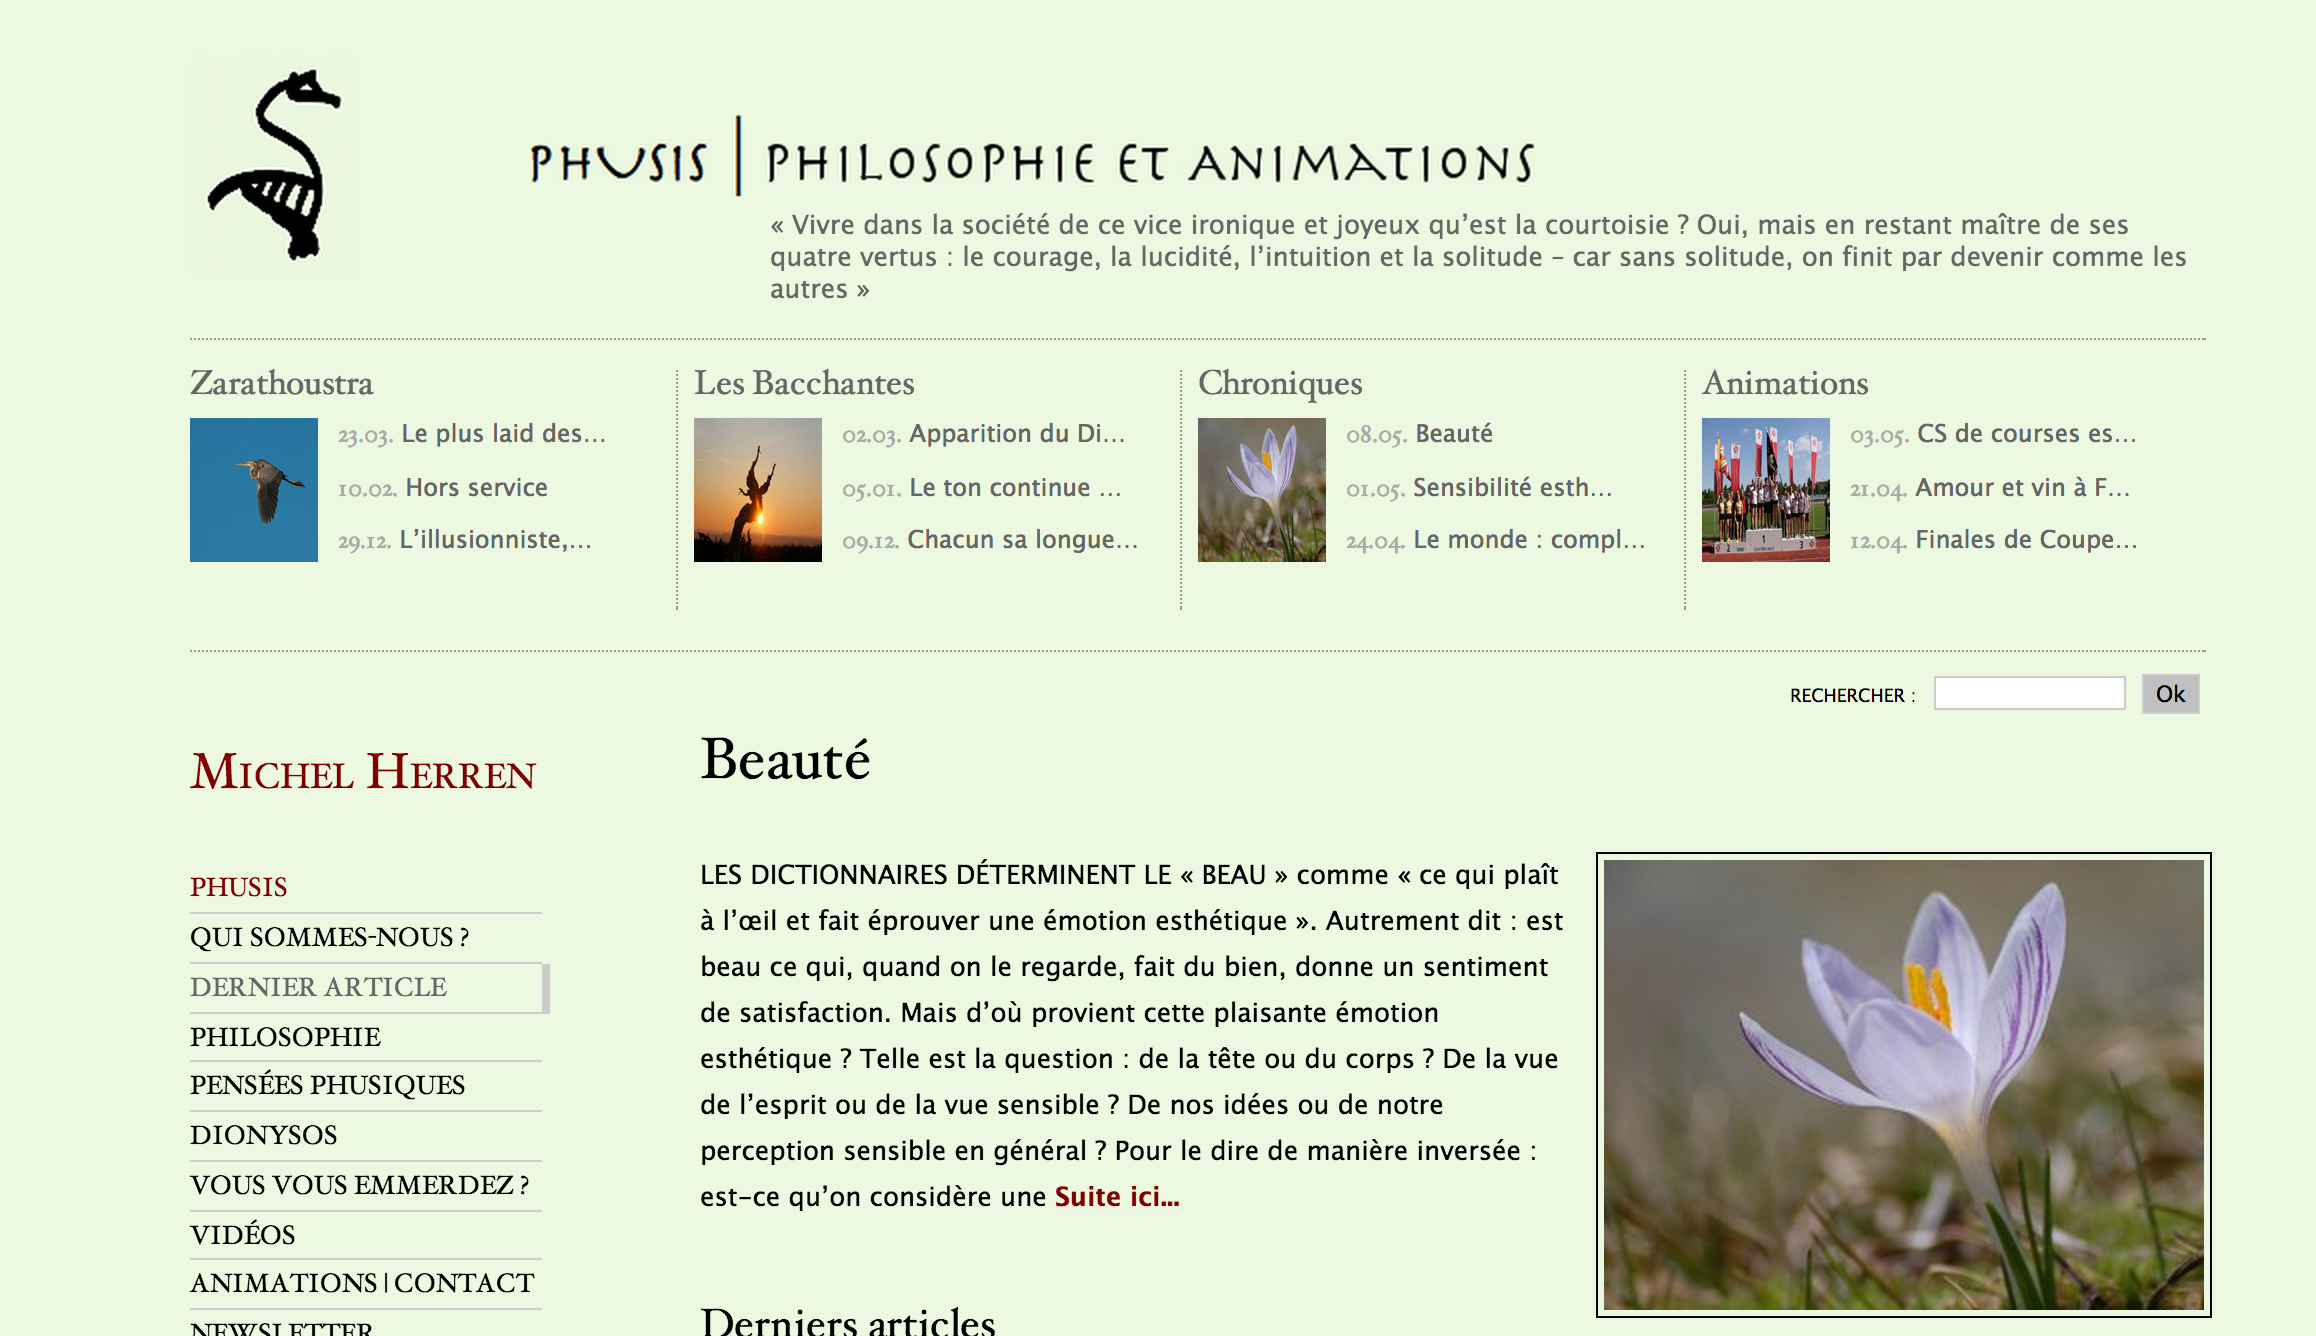 PHUSIS | PHILOSOPHIE ET ANIMATIONS
« Vivre dans la société de ce vice ironique et joyeux qu’est la courtoisie ? Oui, mais en restant maître de ses
quatre vertus : le courage, la lucidité, l’intuition et la solitude – car sans solitude, on finit par devenir comme les
autres »
Zarathoustra
23.03. Le plus laid des...
10.02. Hors service
29.12. L’illusionniste,...
Les Bacchantes
02.03. Apparition du Di...
05.01. Le ton continue ...
09.12. Chacun sa longue...
Chroniques
08.05. Beauté
01.05. Sensibilité esth...
24.04. Le monde : compl...
Animations
03.05. CS de courses es...
21.04. Amour et vin à F...
12.04. Finales de Coupe...
2 1 3
RECHERCHER : Ok
MICHEL HERREN
PHUSIS
QUI SOMMES-NOUS ?
DERNIER ARTICLE
PHILOSOPHIE
PENSÉES PHUSIQUES
DIONYSOS
VOUS VOUS EMMERDEZ ?
VIDÉOS
ANIMATIONS | CONTACT
NEWSLETTER
Beauté
LES DICTIONNAIRES DÉTERMINENT LE « BEAU » comme « ce qui plaît
à l’œil et fait éprouver une émotion esthétique ». Autrement dit : est
beau ce qui, quand on le regarde, fait du bien, donne un sentiment
de satisfaction. Mais d’où provient cette plaisante émotion
esthétique ? Telle est la question : de la tête ou du corps ? De la vue
de l’esprit ou de la vue sensible ? De nos idées ou de notre
perception sensible en général ? Pour le dire de manière inversée :
est-ce qu’on considère une Suite ici...
Derniers articles